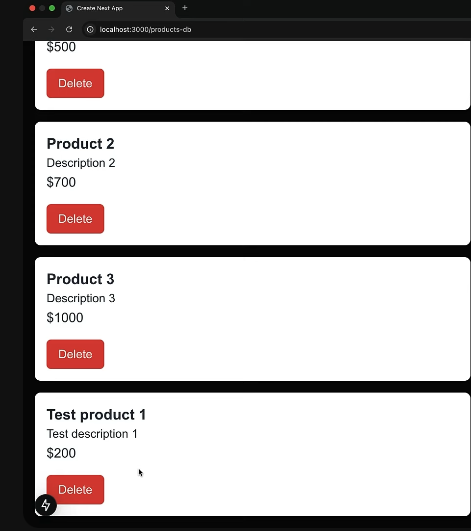 Create Next App
localhost:3000/products-db
$500
Delete
Product 2
Description 2
$700
Delete
Product 3
Description 3
$1000
Delete
Test product 1
Test description 1
$200
Delete